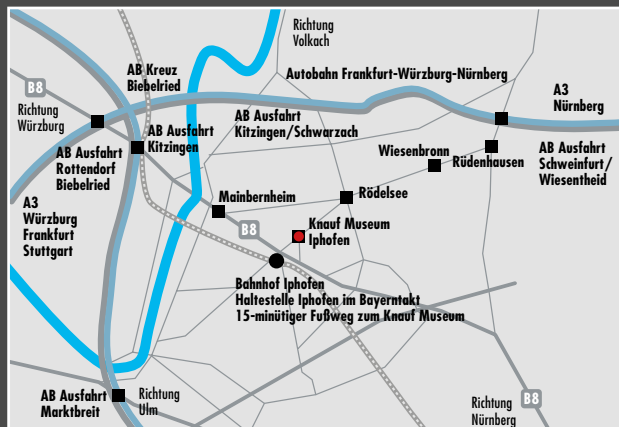 Richtung
Volkach
AB Kreuz
Biebelried
Autobahn Frankfurt-Würzburg-Nürnberg
B8
A3
Nürnberg
Richtung
Würzburg
AB Ausfahrt
Kitzingen
AB Ausfahrt
Kitzingen/Schwarzach
AB Ausfahrt
Rottendorf
Biebelried
Wiesenbronn
Rüdenhausen
AB Ausfahrt
Schweinfurt/
Wiesentheid
A3
Würzburg
Frankfurt
Stuttgart
Mainbernheim
Rödelsee
B8
Knauf Museum
Iphofen
Bahnhof Iphofen
Haltestelle Iphofen im Bayerntakt
15-minütiger Fußweg zum Knauf Museum
AB Ausfahrt
Marktbreit
Richtung
Ulm
Richtung
Nürnberg
B8